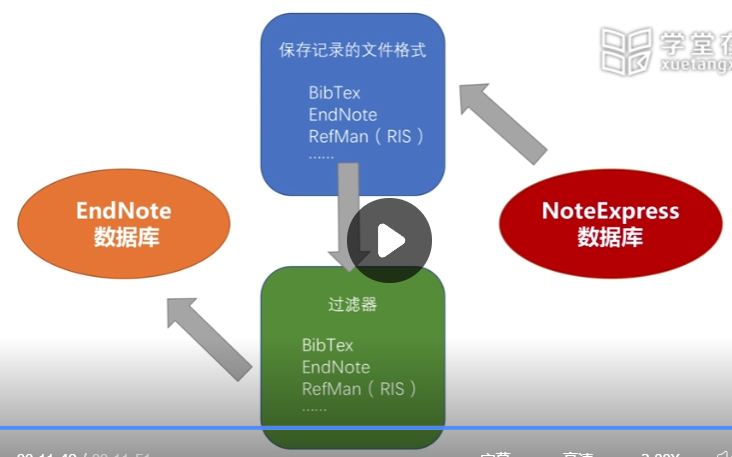 保存记录的文件格式
BibTex
EndNote
RefMan（RIS）
......
学堂在
xuetangx
EndNote
数据库
NoteExpress
数据库
过滤器
BibTex
EndNote
RefMan（RIS）
......